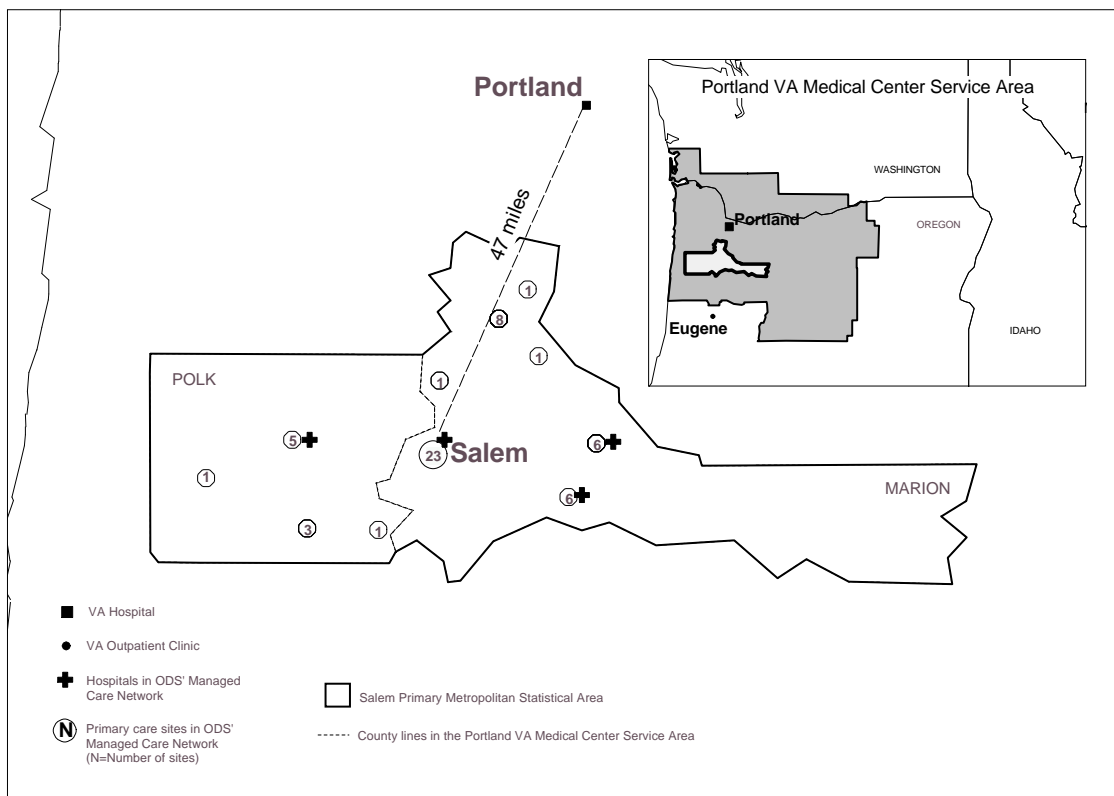 Portland
Portland VA Medical Center Service Area
WASHINGTON
Portland
OREGON
47 miles
1
8
IDAHO
Eugene
1
POLK
1
5
6
23
Salem
1
MARION
6
3
1
VA Hospital
VA Outpatient Clinic
Hospitals in ODS' Managed
Care Network
N
Primary care sites in ODS'
Managed Care Network
(N=Number of sites)
Salem Primary Metropolitan Statistical Area
County lines in the Portland VA Medical Center Service Area